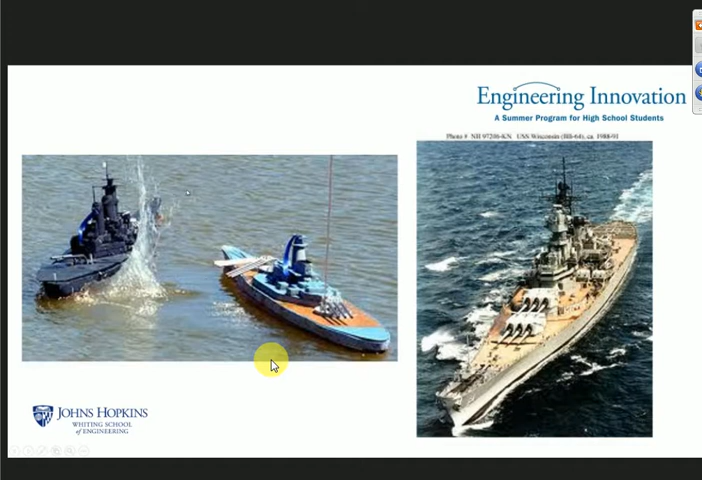 Engineering Innovation
A Summer Program for High School Students
Photo # NH 97206-KN USS Wisconsin (BB-64), ca. 1988-91
JOHNS HOPKINS
WHITING SCHOOL
of ENGINEERING